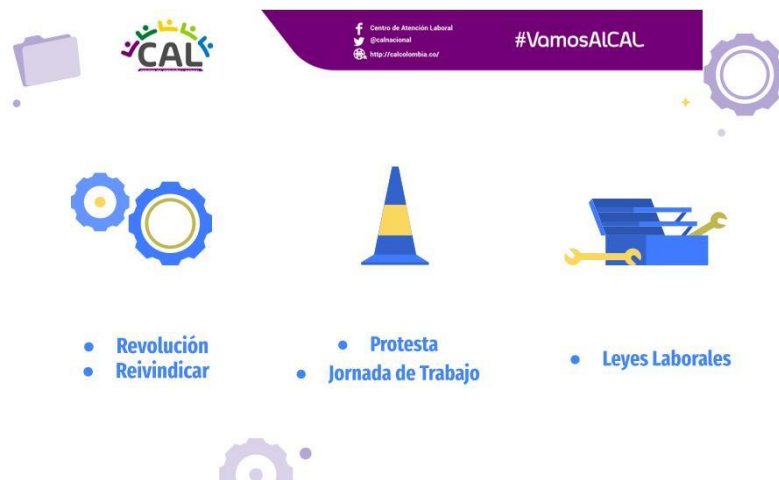 CAL
Centro de Atención Laboral
@calnacional
http://calcolombia.co/
#VamosAlCAL
● Revolución
● Reivindicar
● Protesta
● Jornada de Trabajo
● Leyes Laborales